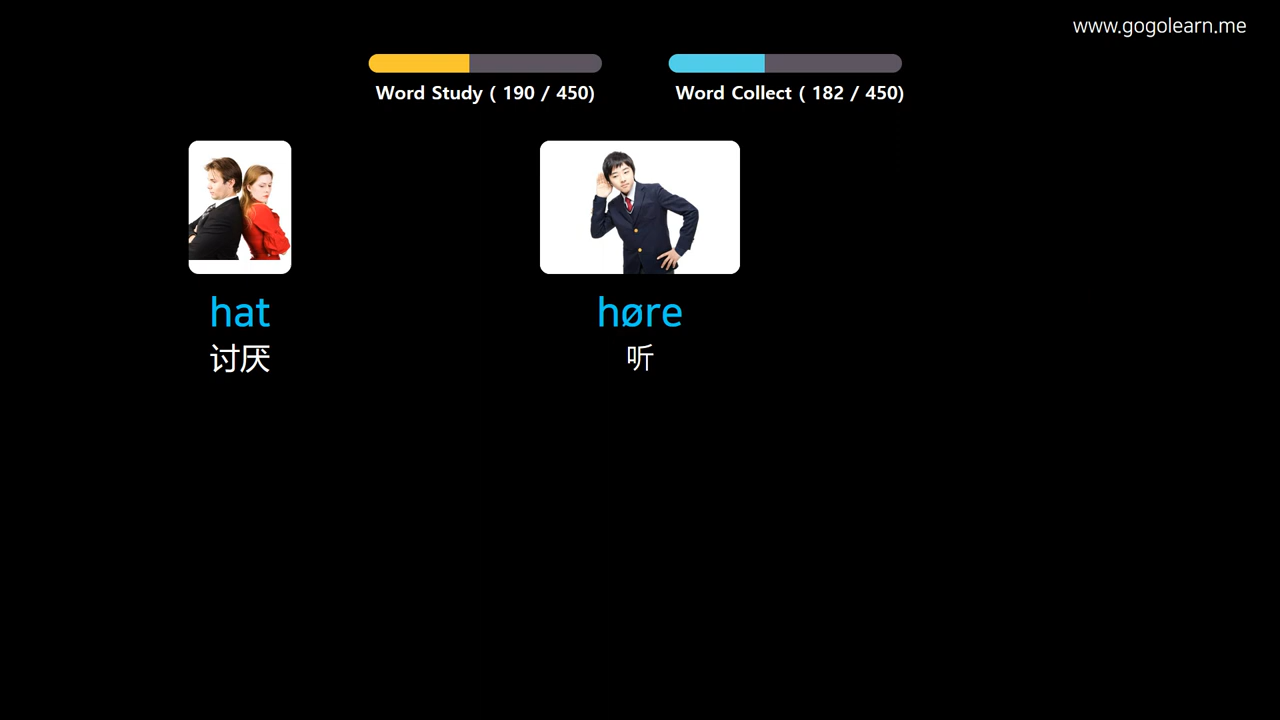 www.gogolearn.me
Word Study ( 190 / 450)
Word Collect ( 182 / 450)
hat
讨厌
høre
听